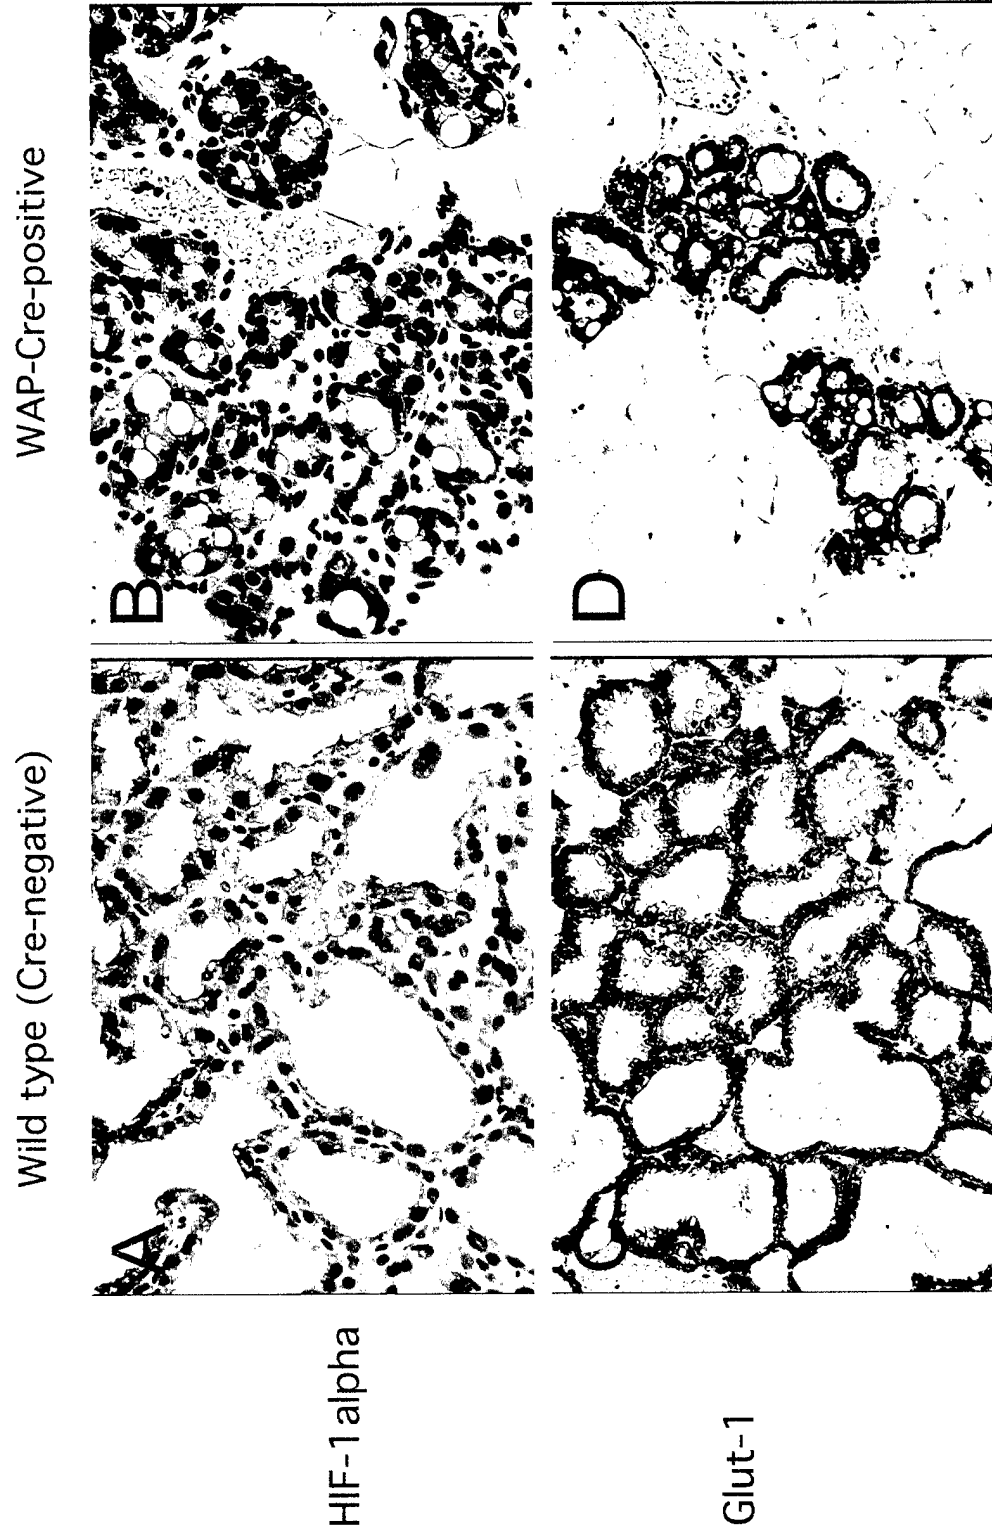 Wild type (Cre-negative)
WAP-Cre-positive
HIF-1alpha
A
B
Glut-1
C
D